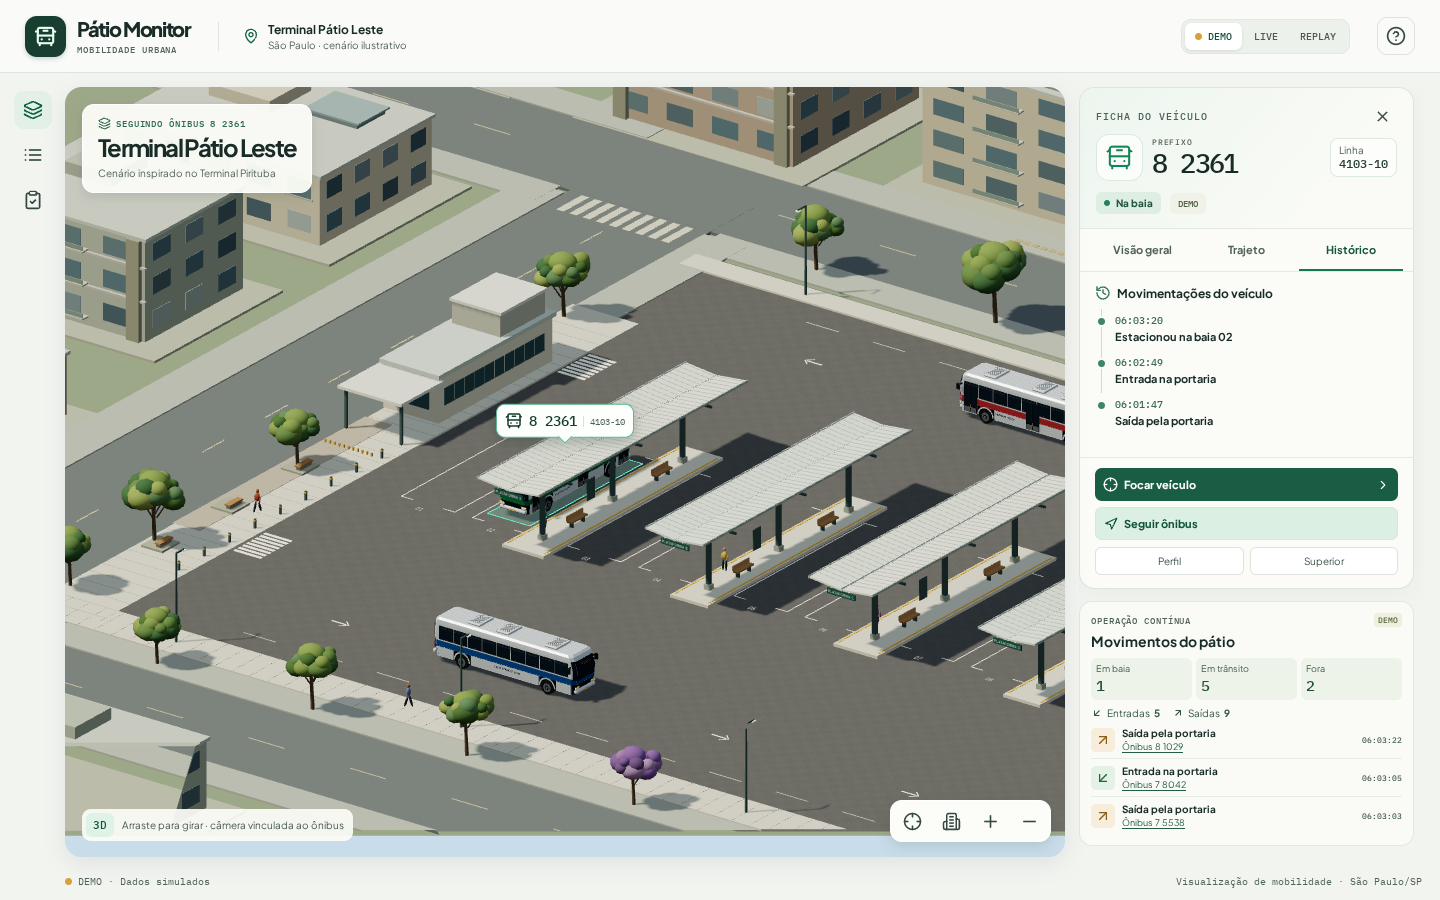 Pátio Monitor
MOBILIDADE URBANA
Terminal Pátio Leste
São Paulo · cenário ilustrativo
DEMO
LIVE
REPLAY
SEGUINDO ÔNIBUS 8 2361
Terminal Pátio Leste
Cenário inspirado no Terminal Pirituba
8 2361
4103-10
3D
Arraste para girar · câmera vinculada ao ônibus
FICHA DO VEÍCULO
PREFIXO
8 2361
Linha
4103-10
Na baia
DEMO
Visão geral
Trajeto
Histórico
Movimentações do veículo
06:03:20
Estacionou na baia 02
06:02:49
Entrada na portaria
06:01:47
Saída pela portaria
Focar veículo
Seguir ônibus
Perfil
Superior
OPERAÇÃO CONTÍNUA
DEMO
Movimentos do pátio
Em baia
1
Em trânsito
5
Fora
2
Entradas 5
Saídas 9
Saída pela portaria
Ônibus 8 1029
06:03:22
Entrada na portaria
Ônibus 7 8042
06:03:05
Saída pela portaria
Ônibus 7 5538
06:03:03
DEMO · Dados simulados
Visualização de mobilidade · São Paulo/SP